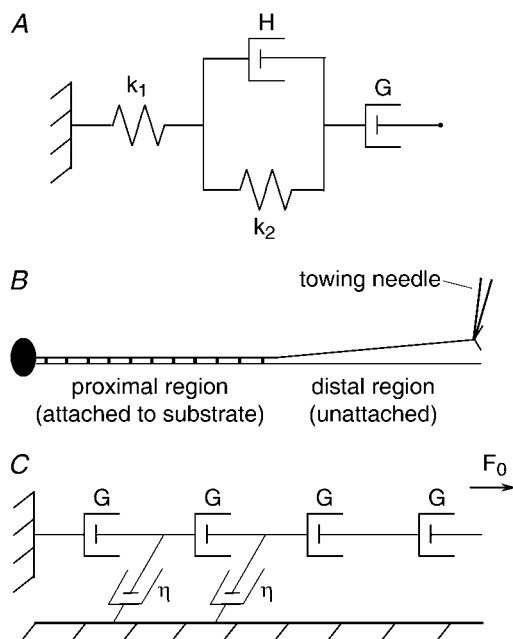 A
H
k1
G
k2
B
towing needle
proximal region
(attached to substrate)
distal region
(unattached)
C
F0
G G G G
η η